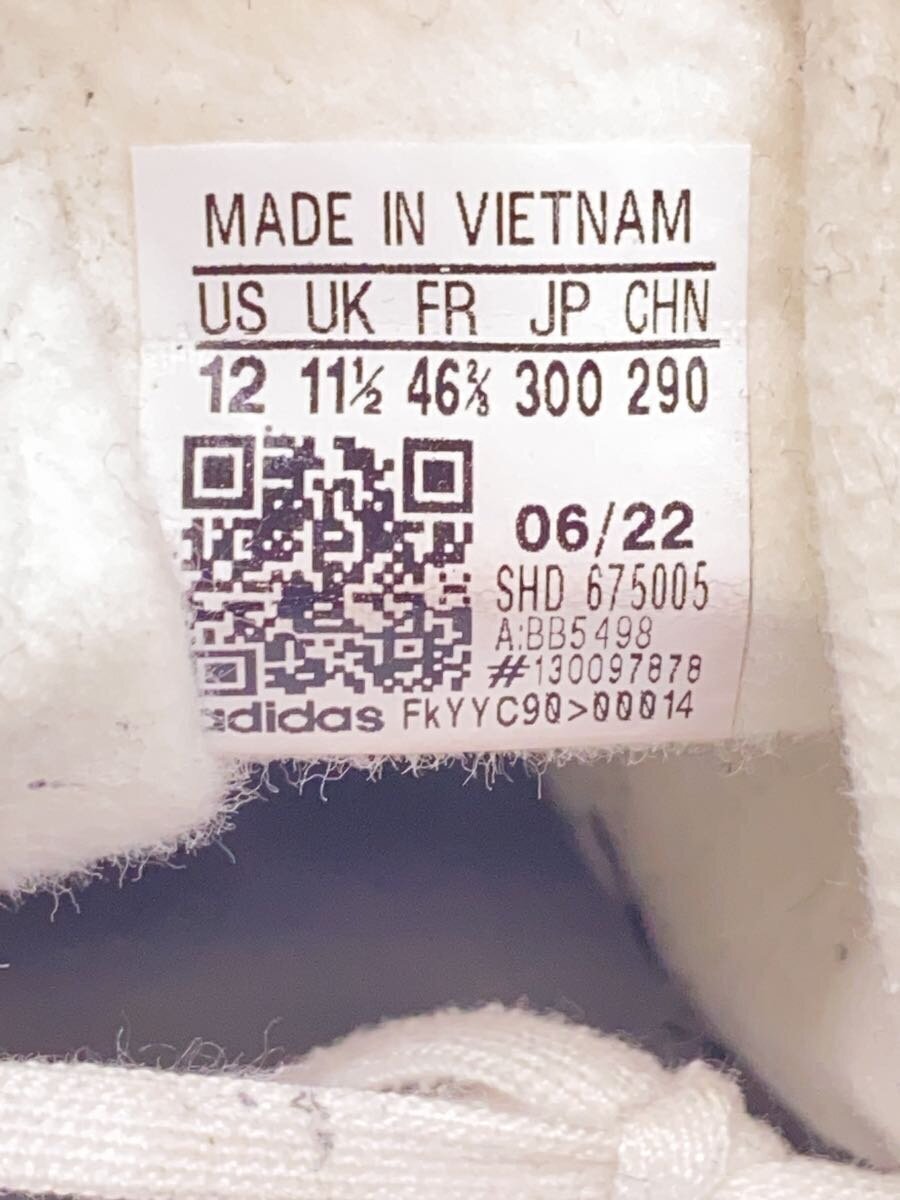 MADE IN VIETNAM
US UK FR JP CHN
12 11½ 46⅔ 300 290
06/22
SHD 675005
A:BB5498
#130097878
adidas FkYYC90>00014